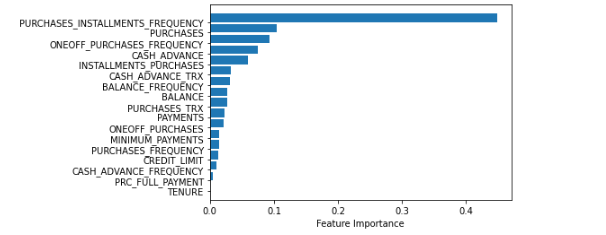 PURCHASES_INSTALLMENTS_FREQUENCY
PURCHASES
ONEOFF_PURCHASES_FREQUENCY
CASH_ADVANCE
INSTALLMENTS_PURCHASES
CASH_ADVANCE_TRX
BALANCE_FREQUENCY
BALANCE
PURCHASES_TRX
PAYMENTS
ONEOFF_PURCHASES
MINIMUM_PAYMENTS
PURCHASES_FREQUENCY
CREDIT_LIMIT
CASH_ADVANCE_FREQUENCY
PRC_FULL_PAYMENT
TENURE
0.0 0.1 0.2 0.3 0.4
Feature Importance